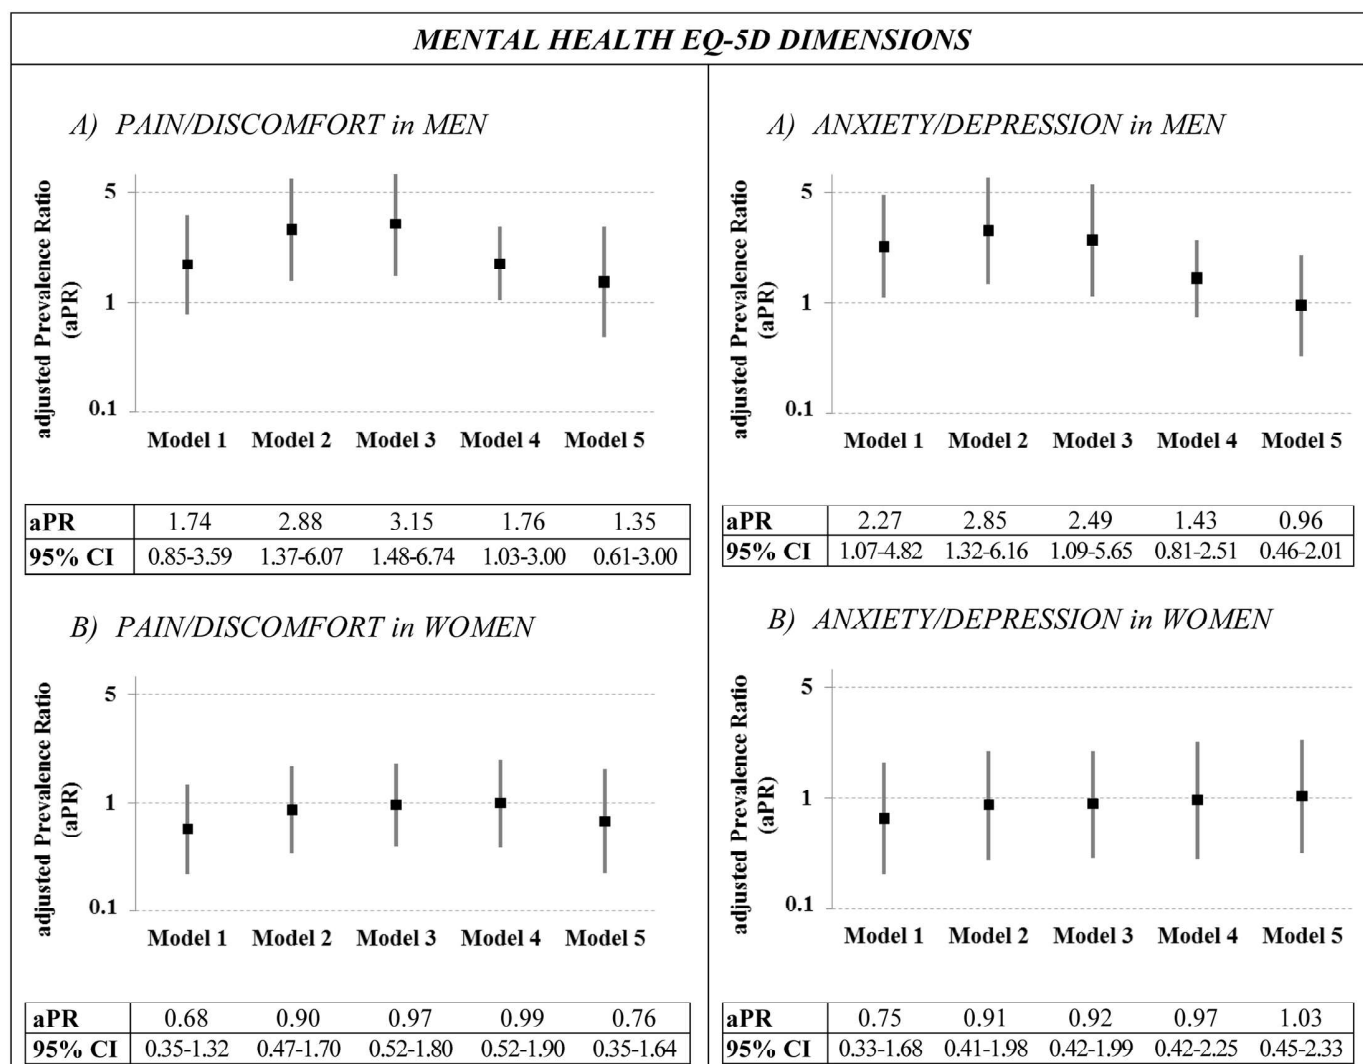 MENTAL HEALTH EQ-5D DIMENSIONS
A) PAIN/DISCOMFORT in MEN
adjusted Prevalence Ratio
(aPR)
5
1
0.1
Model 1 Model 2 Model 3 Model 4 Model 5
aPR 1.74 2.88 3.15 1.76 1.35
95% CI 0.85-3.59 1.37-6.07 1.48-6.74 1.03-3.00 0.61-3.00
B) PAIN/DISCOMFORT in WOMEN
adjusted Prevalence Ratio
(aPR)
5
1
0.1
Model 1 Model 2 Model 3 Model 4 Model 5
aPR 0.68 0.90 0.97 0.99 0.76
95% CI 0.35-1.32 0.47-1.70 0.52-1.80 0.52-1.90 0.35-1.64
A) ANXIETY/DEPRESSION in MEN
adjusted Prevalence Ratio
(aPR)
5
1
0.1
Model 1 Model 2 Model 3 Model 4 Model 5
aPR 2.27 2.85 2.49 1.43 0.96
95% CI 1.07-4.82 1.32-6.16 1.09-5.65 0.81-2.51 0.46-2.01
B) ANXIETY/DEPRESSION in WOMEN
adjusted Prevalence Ratio
(aPR)
5
1
0.1
Model 1 Model 2 Model 3 Model 4 Model 5
aPR 0.75 0.91 0.92 0.97 1.03
95% CI 0.33-1.68 0.41-1.98 0.42-1.99 0.42-2.25 0.45-2.33